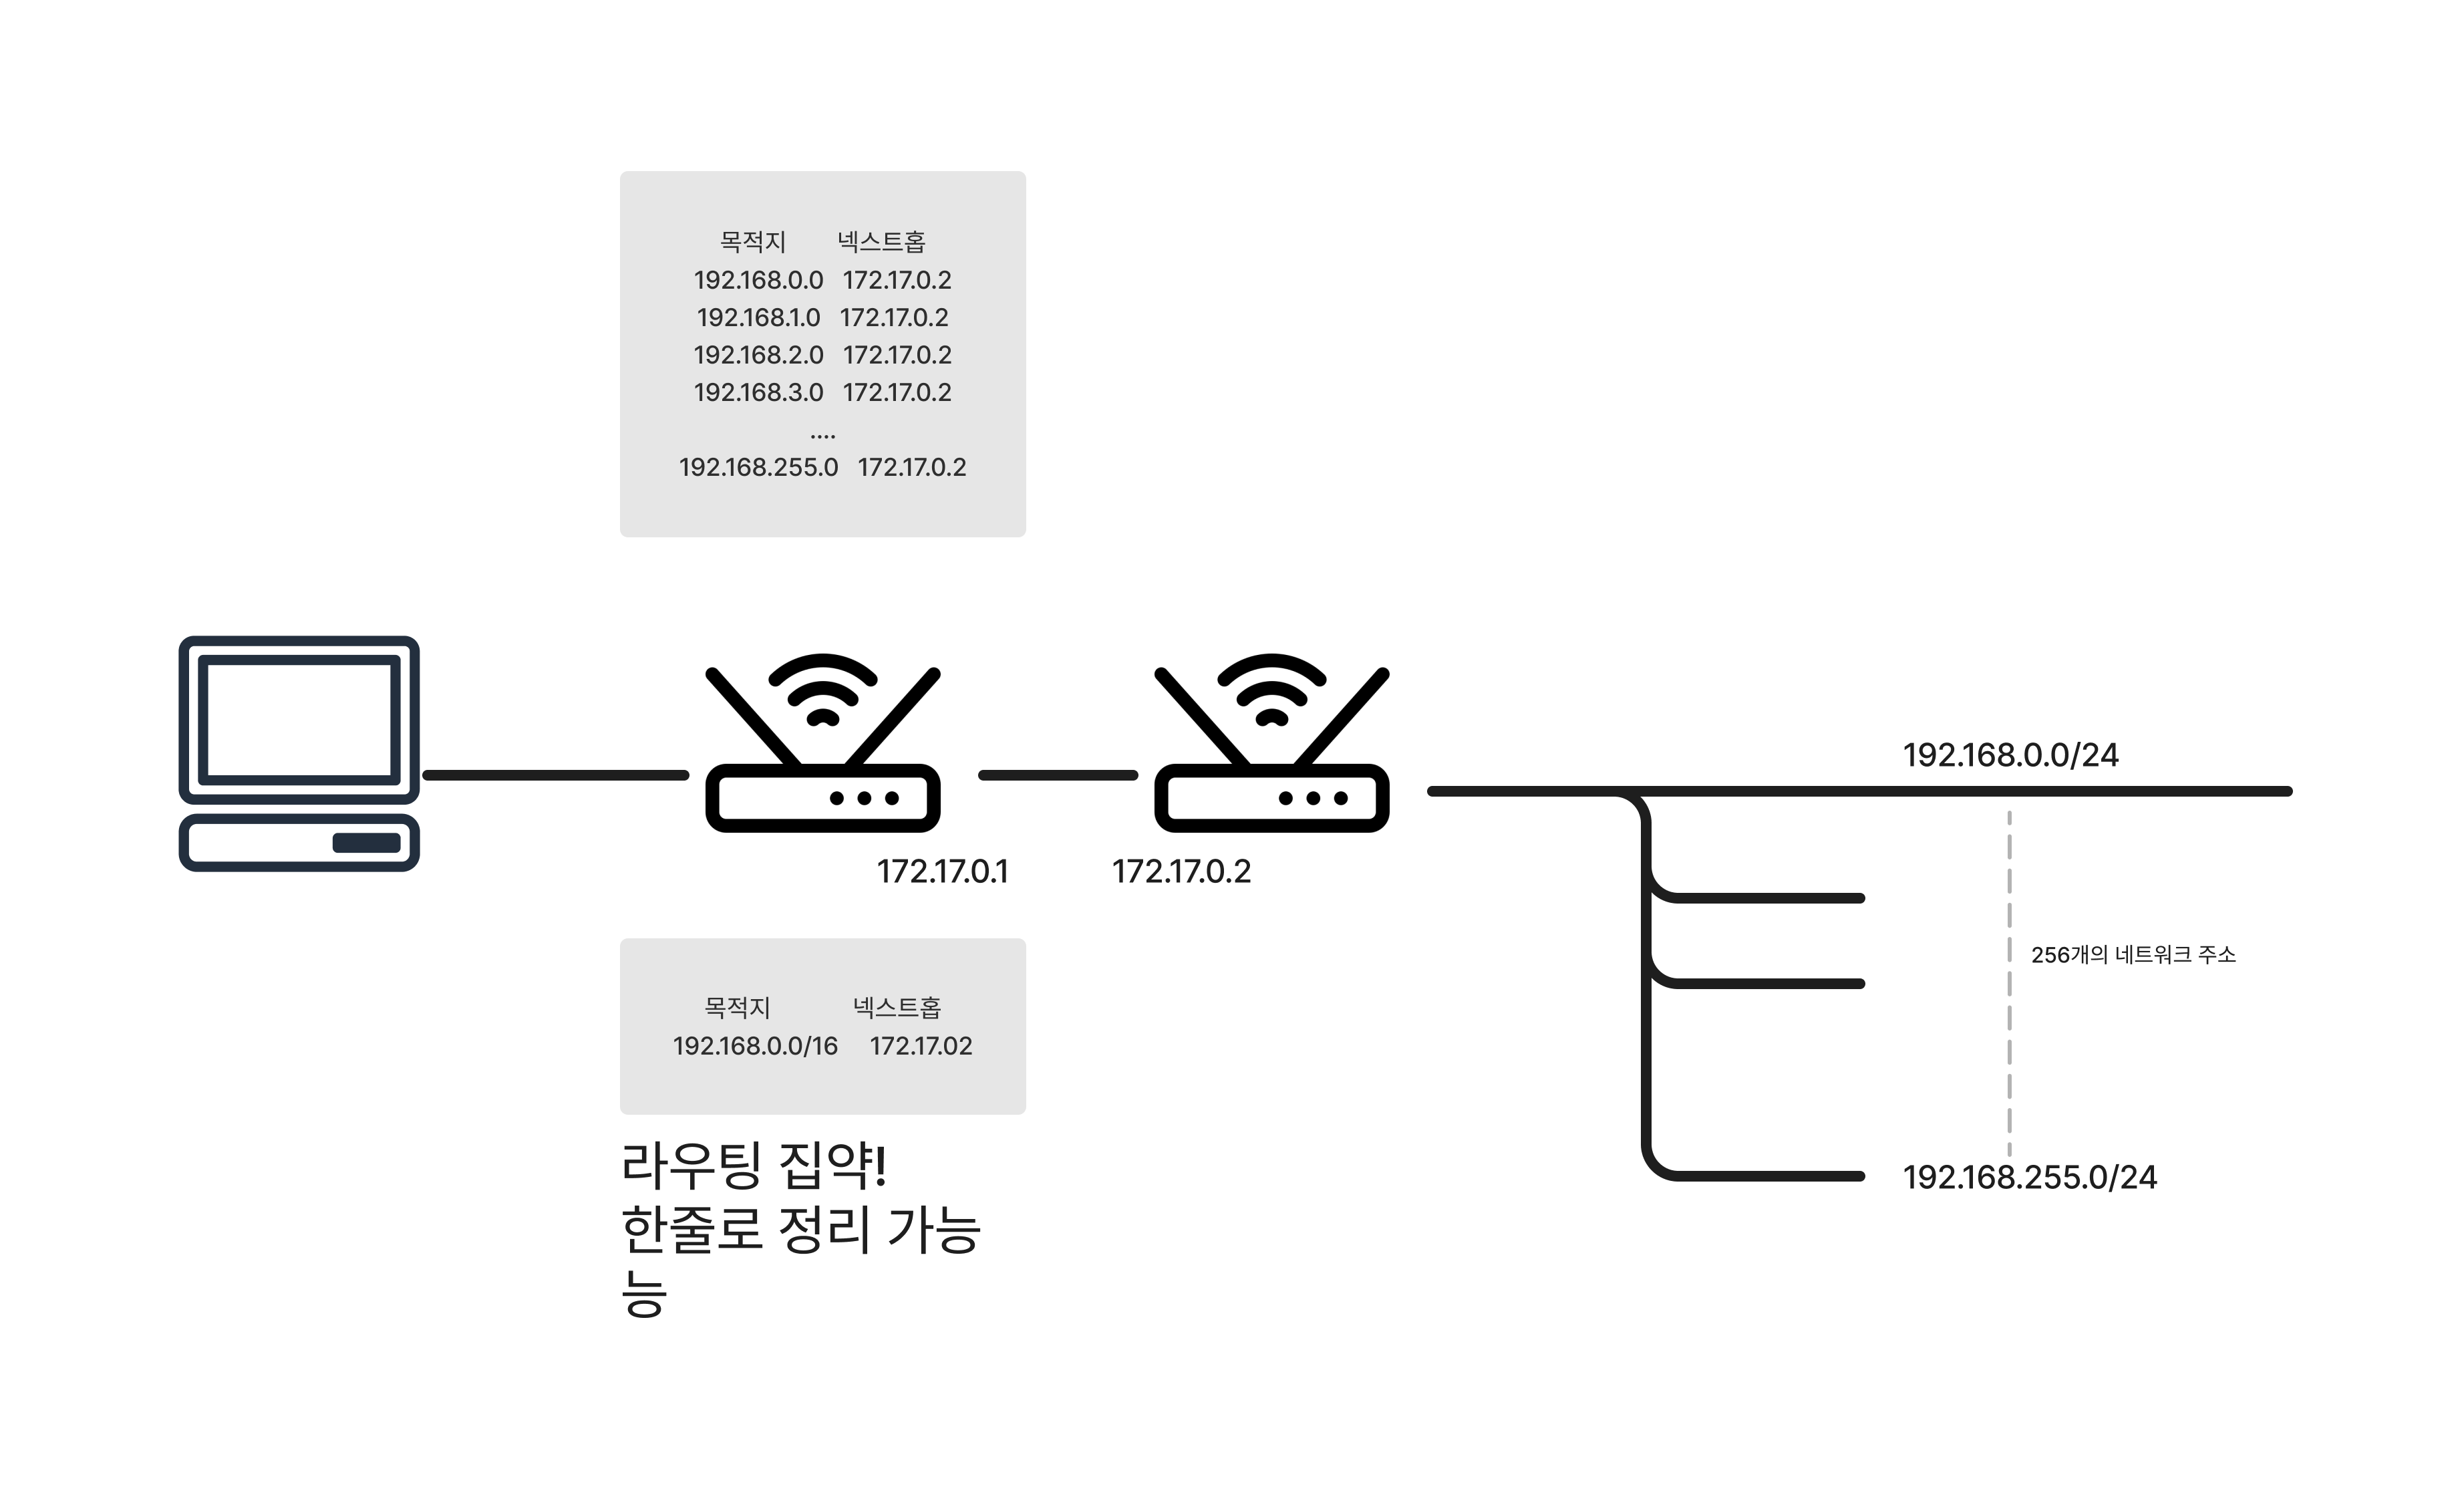 목적지 넥스트홉
192.168.0.0 172.17.0.2
192.168.1.0 172.17.0.2
192.168.2.0 172.17.0.2
192.168.3.0 172.17.0.2
....
192.168.255.0 172.17.0.2
192.168.0.0/24
172.17.0.1
172.17.0.2
256개의 네트워크 주소
목적지 넥스트홉
192.168.0.0/16 172.17.02
라우팅 집약!
한줄로 정리 가능
능
192.168.255.0/24